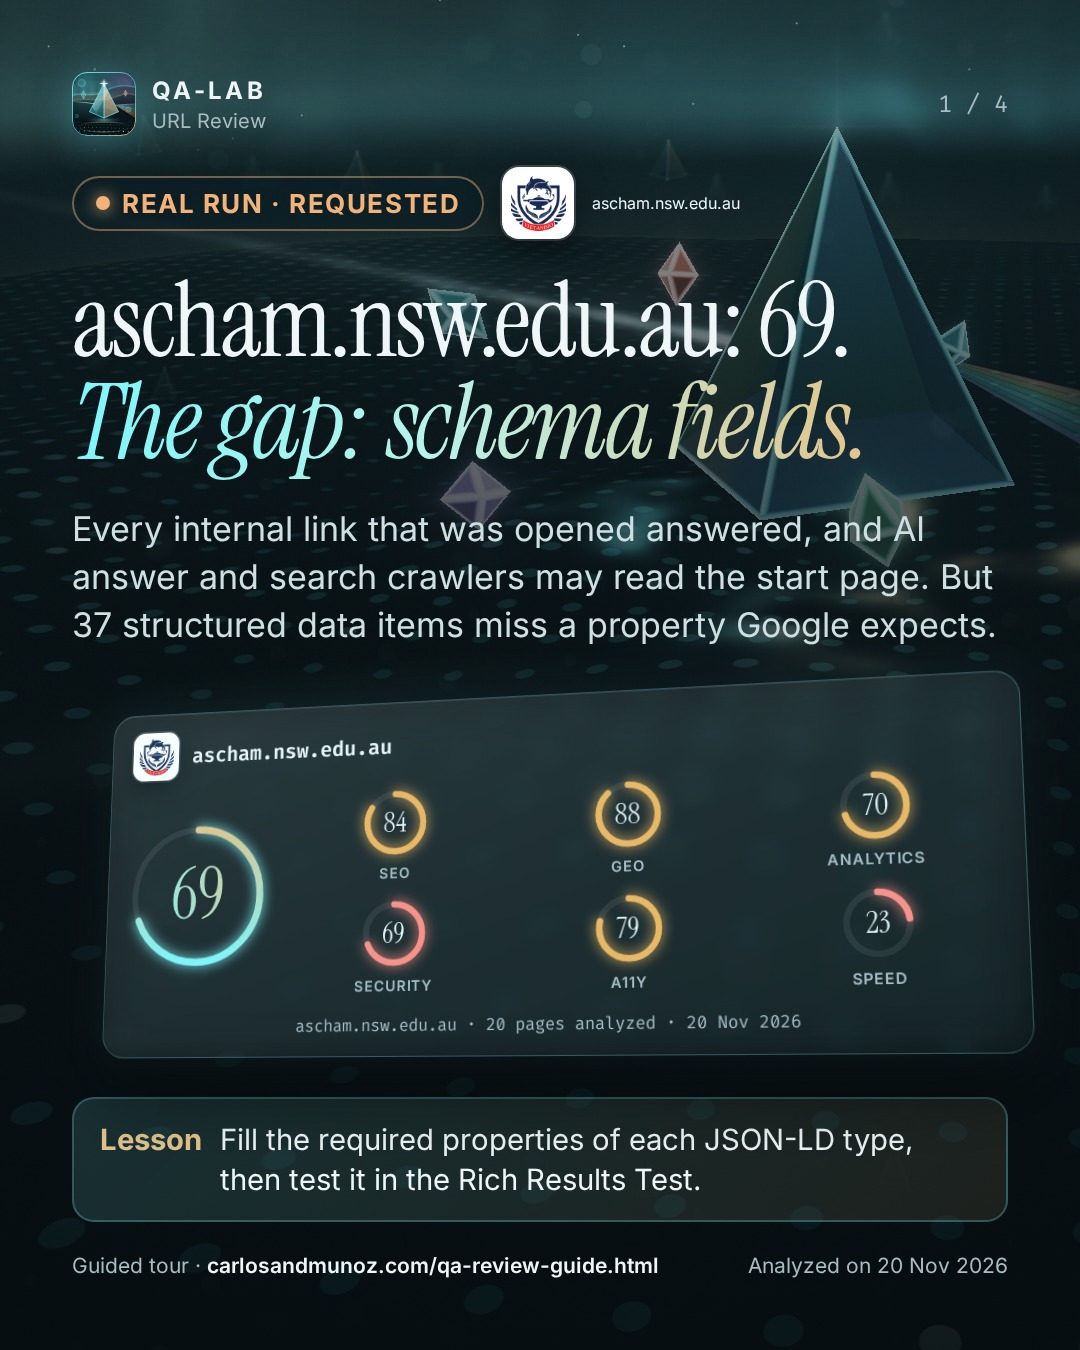 QA-LAB
URL Review
1 / 4
REAL RUN · REQUESTED
ascham.nsw.edu.au
ascham.nsw.edu.au: 69.
The gap: schema fields.
Every internal link that was opened answered, and AI
answer and search crawlers may read the start page. But
37 structured data items miss a property Google expects.
ascham.nsw.edu.au
69
84
SEO
88
GEO
70
ANALYTICS
69
SECURITY
79
A11Y
23
SPEED
ascham.nsw.edu.au · 20 pages analyzed · 20 Nov 2026
Lesson Fill the required properties of each JSON-LD type,
then test it in the Rich Results Test.
Guided tour · carlosandmunoz.com/qa-review-guide.html
Analyzed on 20 Nov 2026